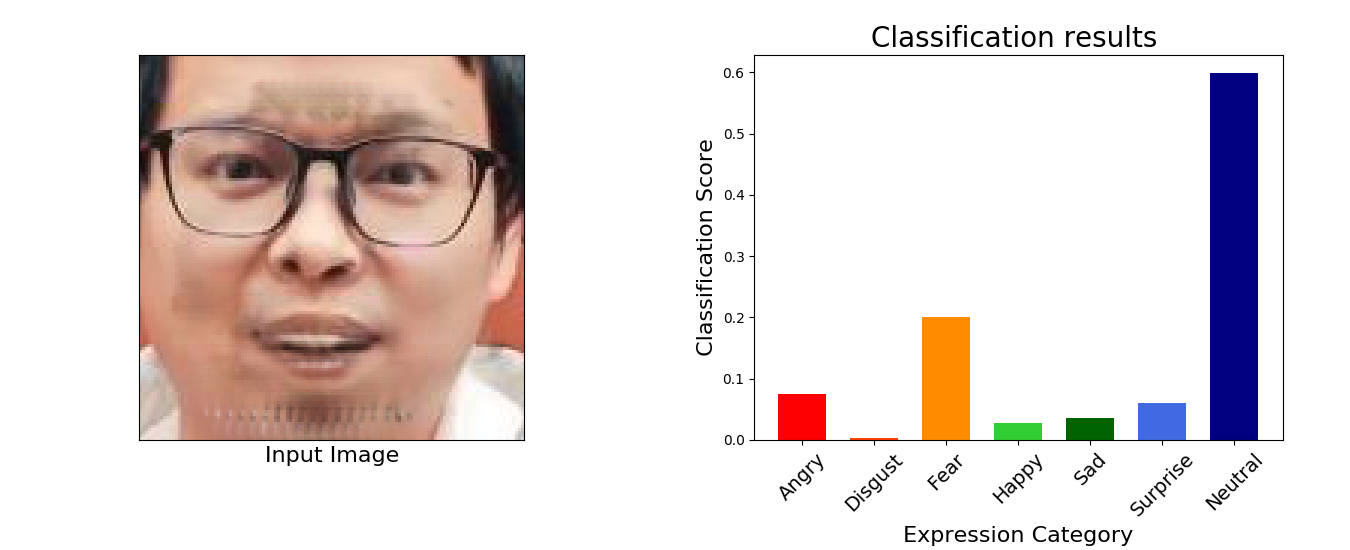 Classification results
0.6
0.5
0.4
0.3
0.2
0.1
0.0
Classification Score
Angry
Disgust
Fear
Happy
Sad
Surprise
Neutral
Expression Category
Input Image